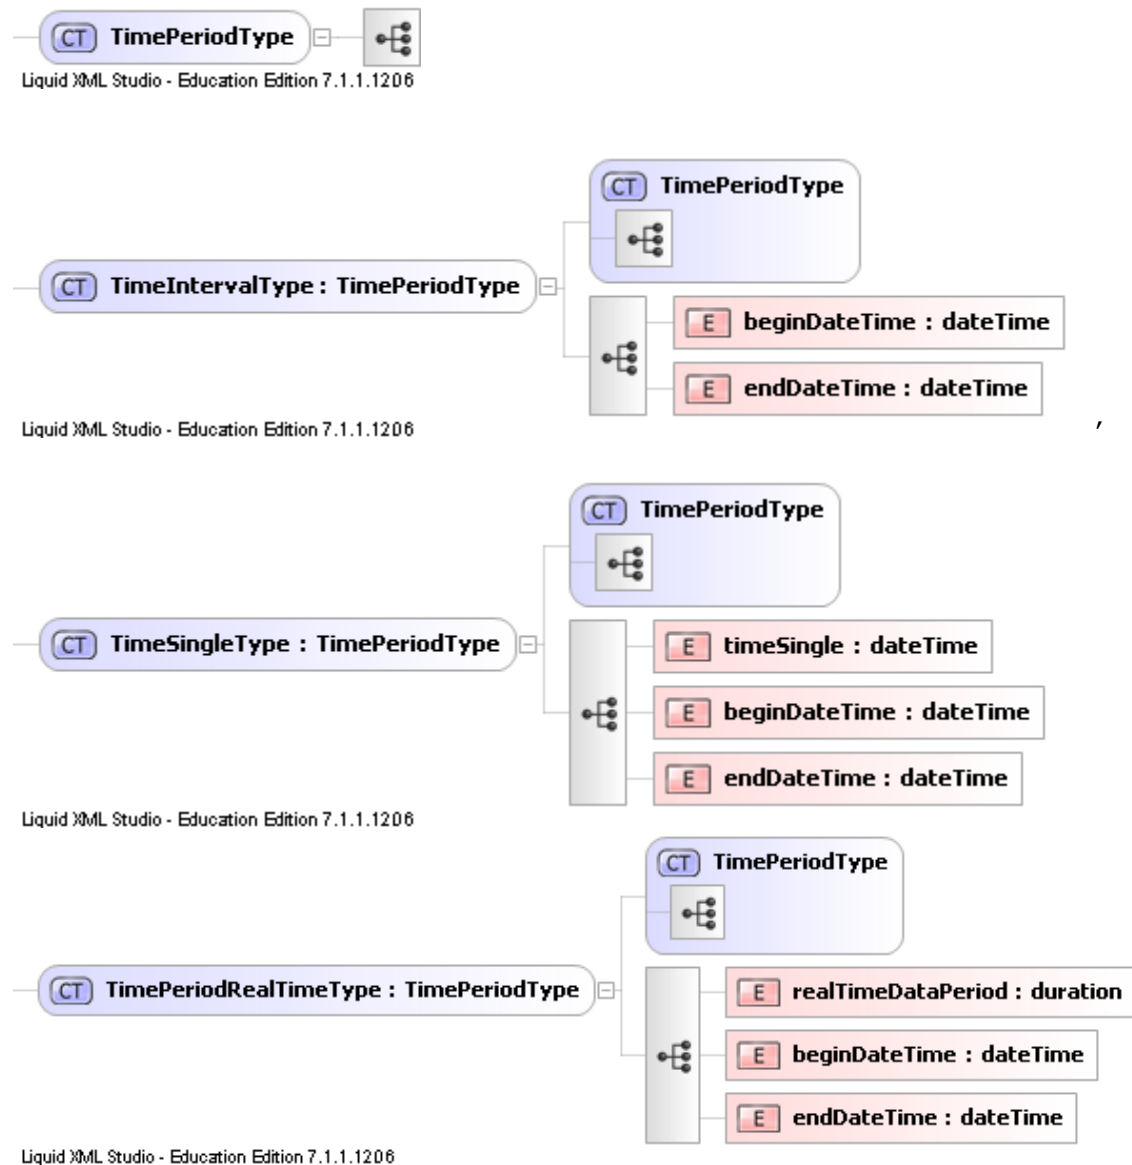 CT TimePeriodType
Liquid XML Studio - Education Edition 7.1.1.1206
CT TimePeriodType
CT TimeIntervalType : TimePeriodType
E beginDateTime : dateTime
E endDateTime : dateTime
Liquid XML Studio - Education Edition 7.1.1.1206 ,
CT TimePeriodType
CT TimeSingleType : TimePeriodType
E timeSingle : dateTime
E beginDateTime : dateTime
E endDateTime : dateTime
Liquid XML Studio - Education Edition 7.1.1.1206
CT TimePeriodType
CT TimePeriodRealTimeType : TimePeriodType
E realTimeDataPeriod : duration
E beginDateTime : dateTime
E endDateTime : dateTime
Liquid XML Studio - Education Edition 7.1.1.1206